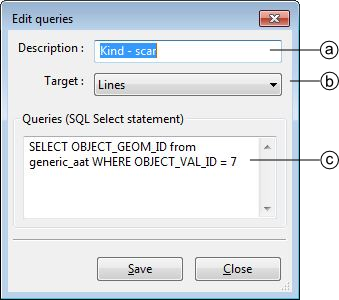 Edit queries
Description :
Kind - scar
a
Target :
Lines
b
Queries (SQL Select statement)
SELECT OBJECT_GEOM_ID from
generic_aat WHERE OBJECT_VAL_ID = 7
c
Save
Close